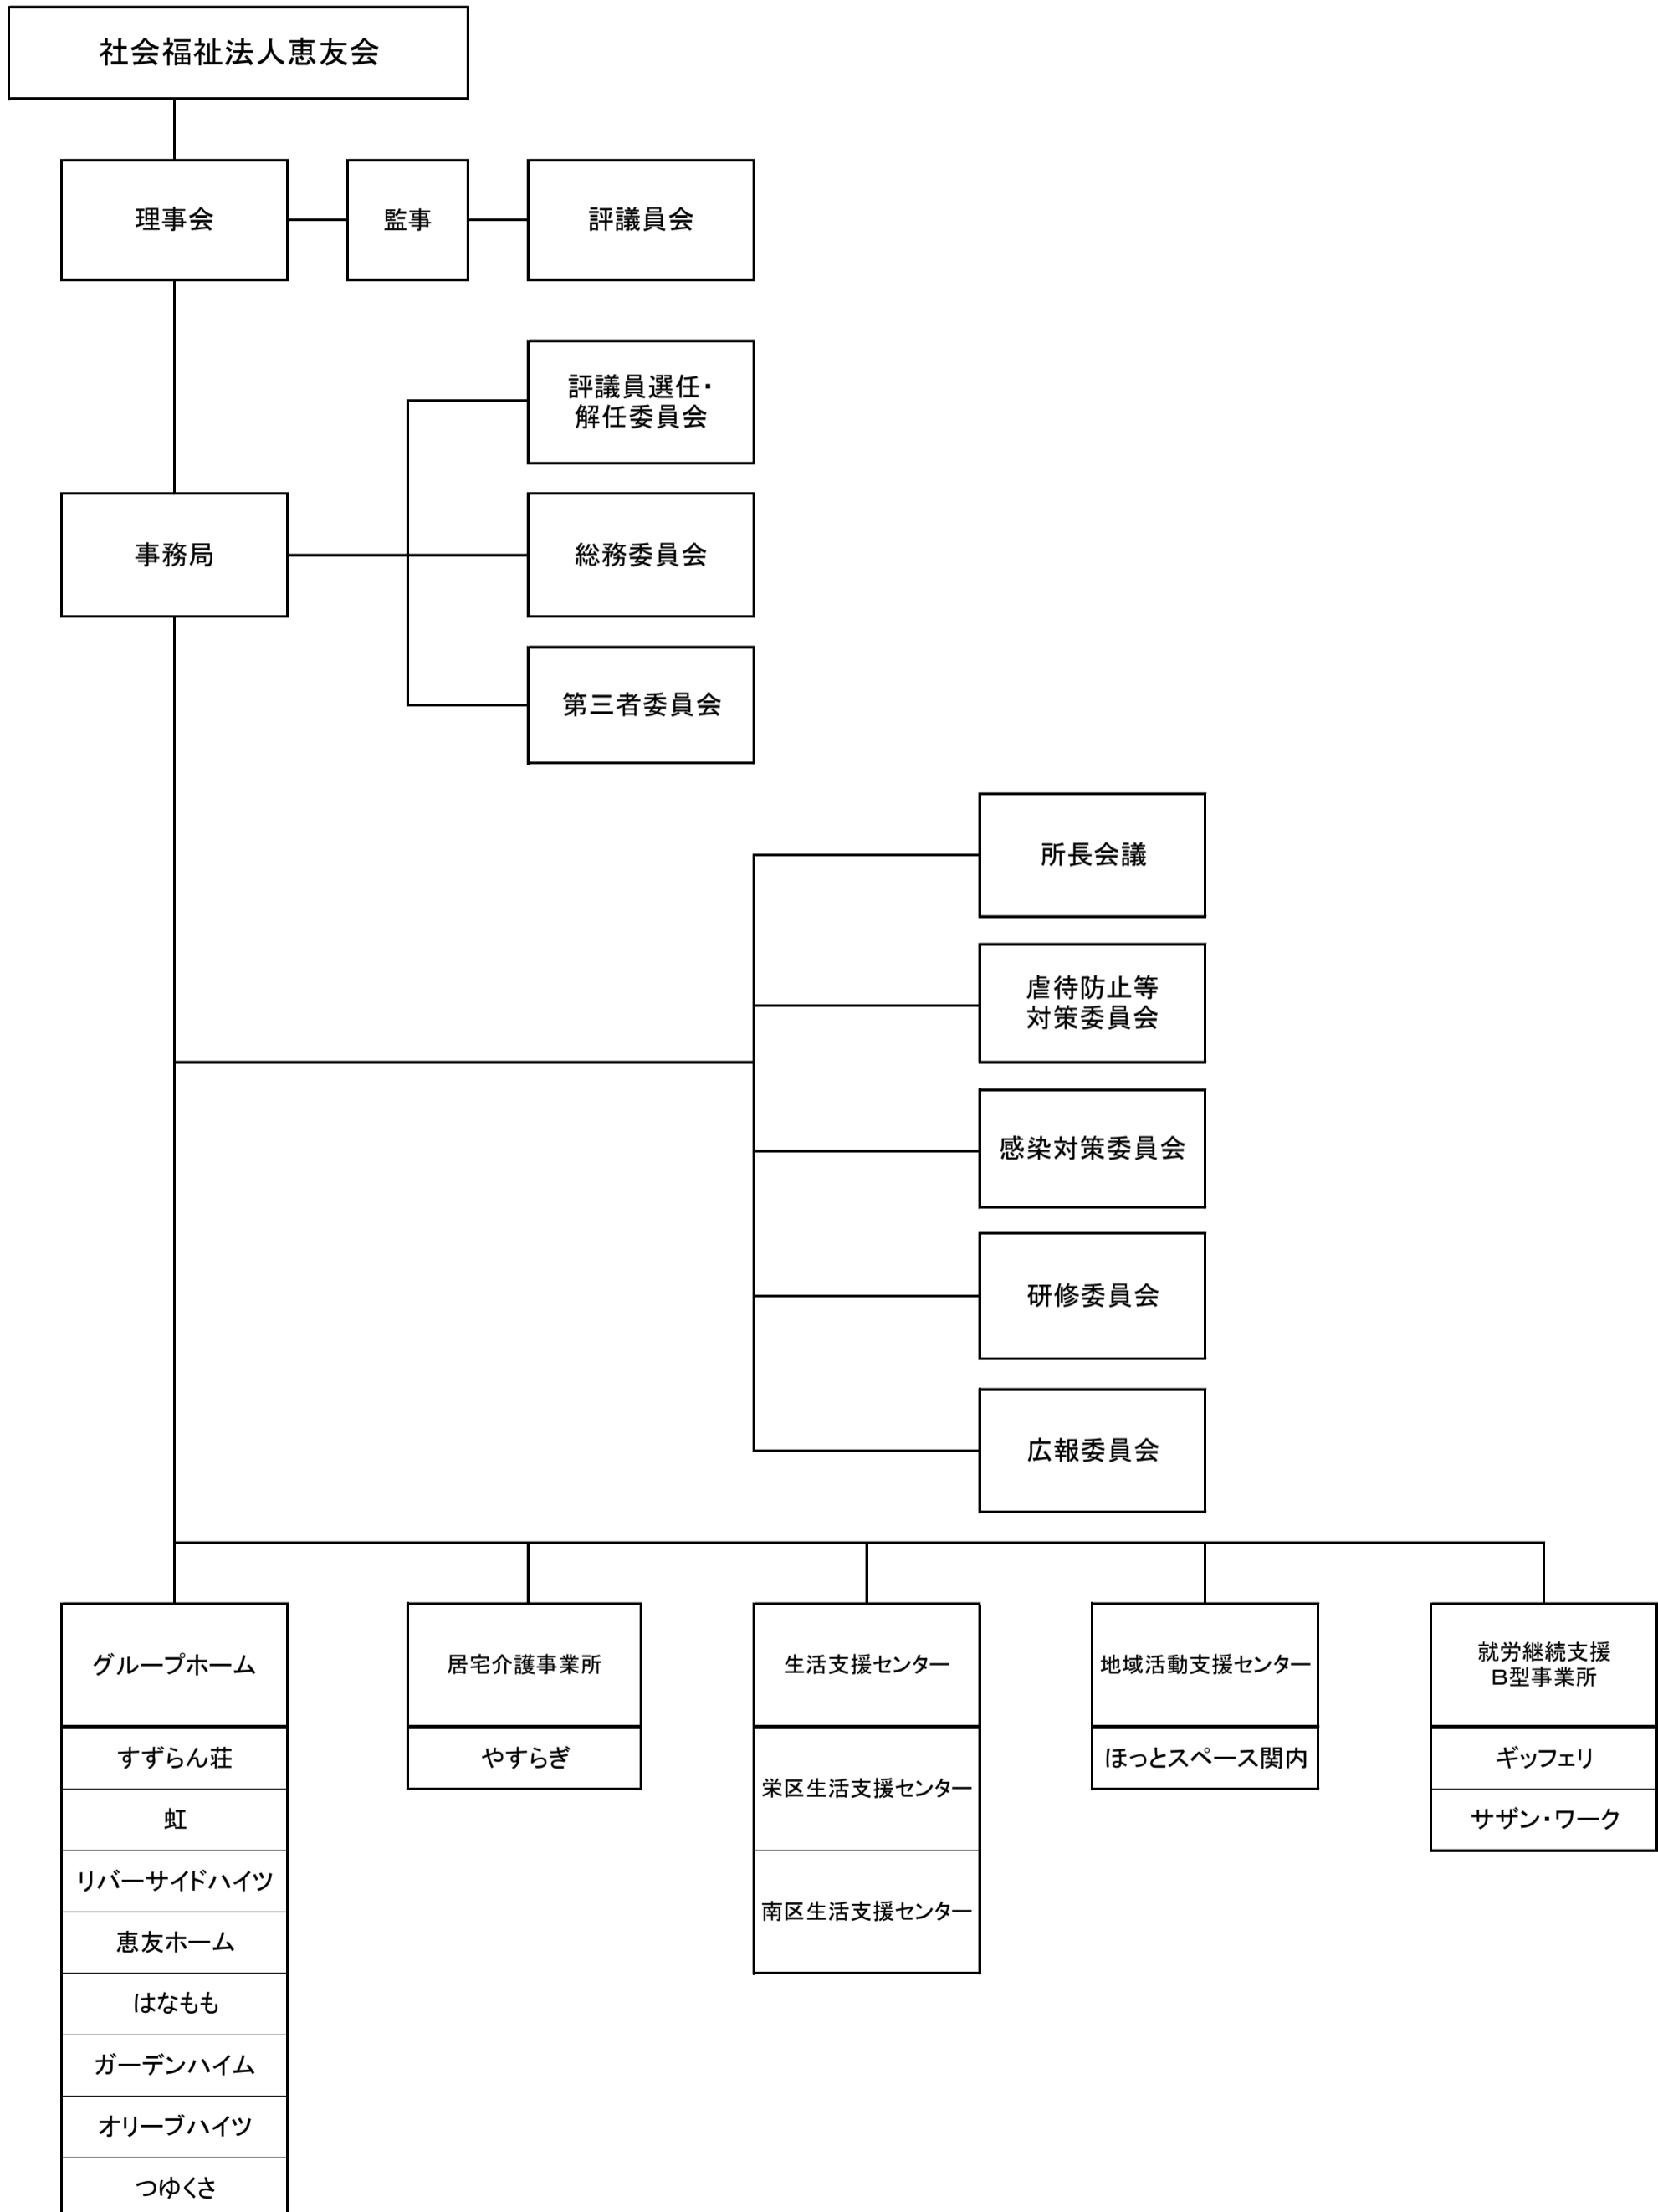 社会福祉法人恵友会
理事会
監事
評議員会
評議員選任・
解任委員会
事務局
総務委員会
第三者委員会
所長会議
虐待防止等
対策委員会
感染対策委員会
研修委員会
広報委員会
グループホーム
居宅介護事業所
生活支援センター
地域活動支援センター
就労継続支援
B型事業所
すずらん荘
虹
リバーサイドハイツ
恵友ホーム
はなもも
ガーデンハイム
オリーブハイツ
つゆくさ
やすらぎ
栄区生活支援センター
南区生活支援センター
ほっとスペース関内
ギッフェリ
サザン・ワーク